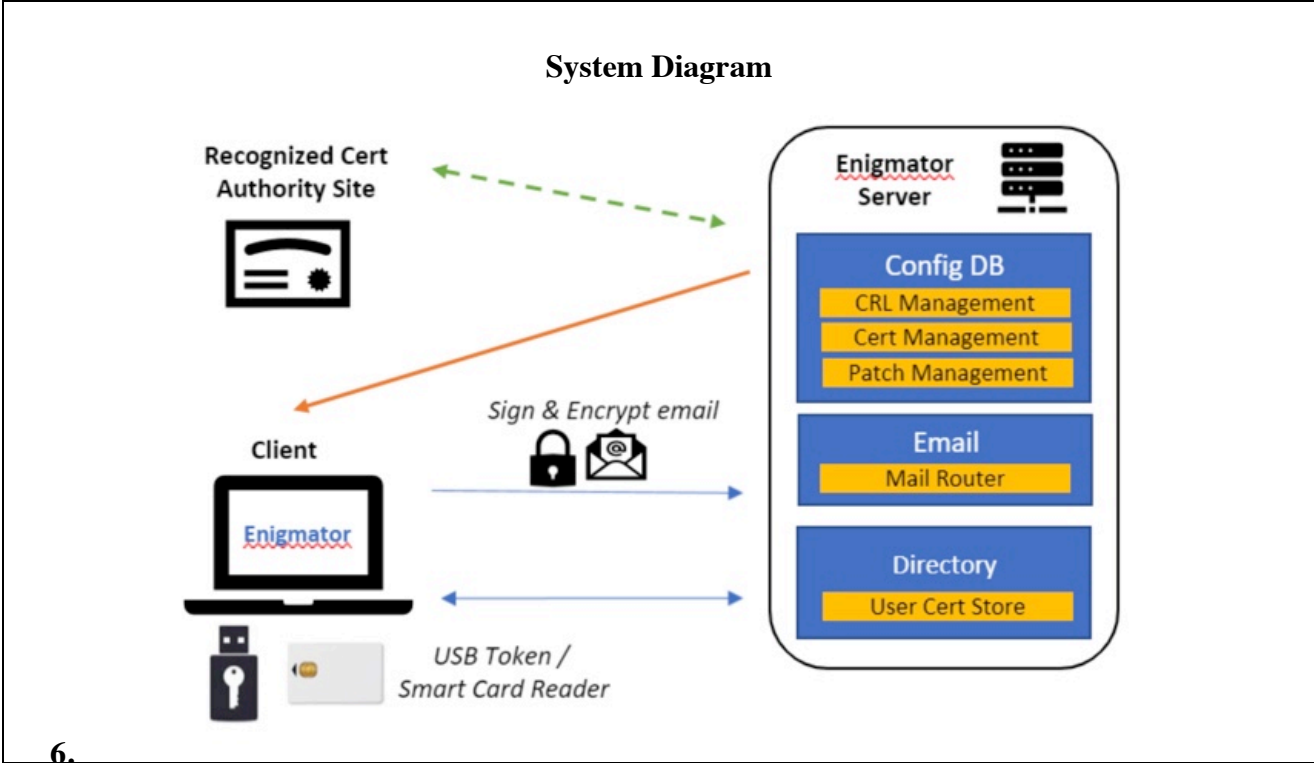 System Diagram
Recognized Cert
Authority Site
Enigmator
Server
Config DB
CRL Management
Cert Management
Patch Management
Sign & Encrypt email
@
Client
Enigmator
Email
Mail Router
Directory
User Cert Store
USB Token /
Smart Card Reader
6.